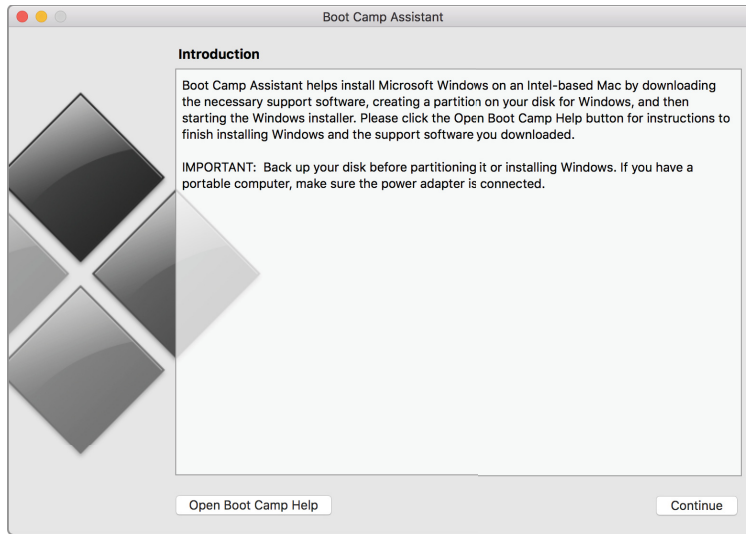 Boot Camp Assistant
Introduction
Boot Camp Assistant helps install Microsoft Windows on an Intel-based Mac by downloading
the necessary support software, creating a partition on your disk for Windows, and then
starting the Windows installer. Please click the Open Boot Camp Help button for instructions to
finish installing Windows and the support software you downloaded.
IMPORTANT:  Back up your disk before partitioning it or installing Windows. If you have a
portable computer, make sure the power adapter is connected.
Open Boot Camp Help
Continue